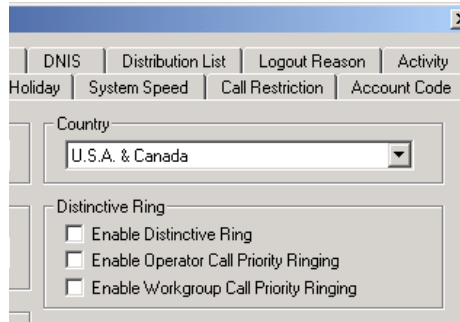 DNIS Distribution List Logout Reason Activity
Holiday System Speed Call Restriction Account Code
Country
U.S.A. & Canada
Distinctive Ring
Enable Distinctive Ring
Enable Operator Call Priority Ringing
Enable Workgroup Call Priority Ringing